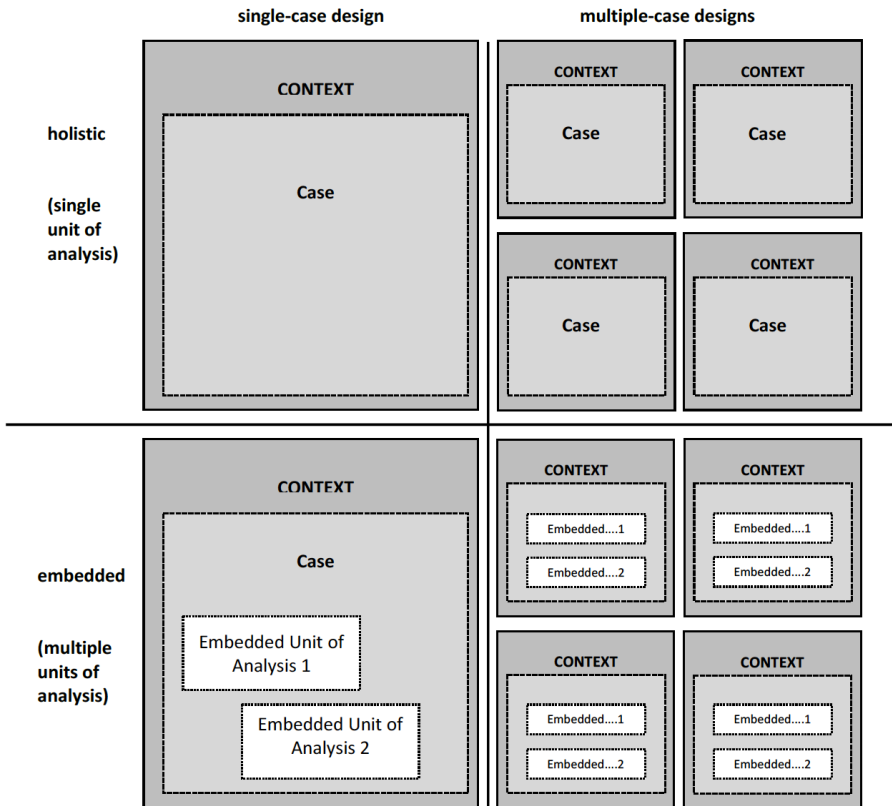 single-case design
multiple-case designs
CONTEXT
CONTEXT
CONTEXT
holistic
Case
Case
Case
(single
unit of
analysis)
CONTEXT
CONTEXT
Case
Case
CONTEXT
CONTEXT
CONTEXT
Embedded....1
Embedded....1
embedded
Case
Embedded....2
Embedded....2
(multiple
units of
analysis)
Embedded Unit of
Analysis 1
CONTEXT
CONTEXT
Embedded Unit of
Analysis 2
Embedded....1
Embedded....1
Embedded....2
Embedded....2